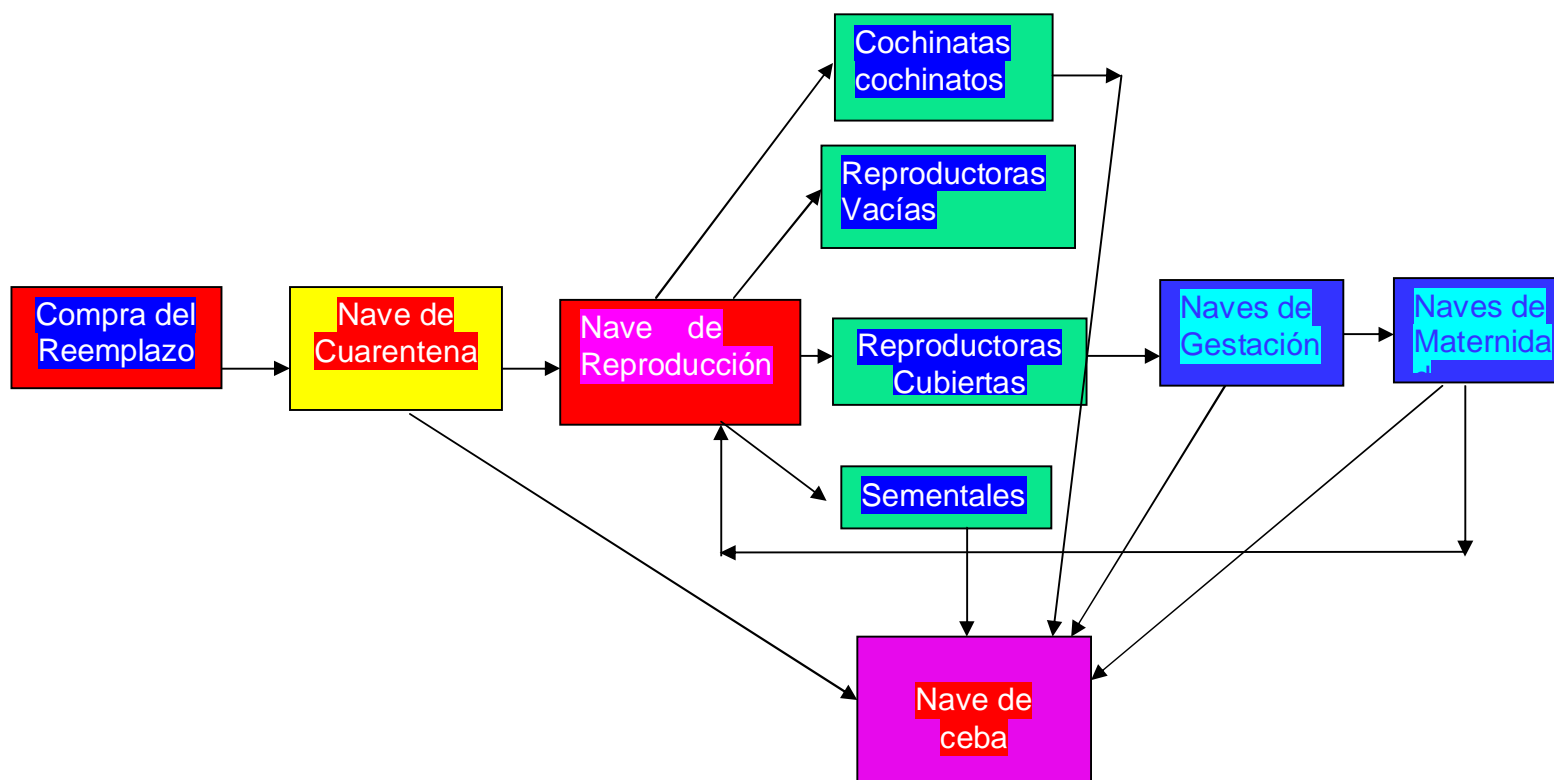 Cochinatas
cochinatos
Reproductoras
Vacías
Compra del
Reemplazo
Nave de
Cuarentena
Nave de
Reproducción
Reproductoras
Cubiertas
Naves de
Gestación
Naves de
Maternida
Sementales
Nave de
ceba